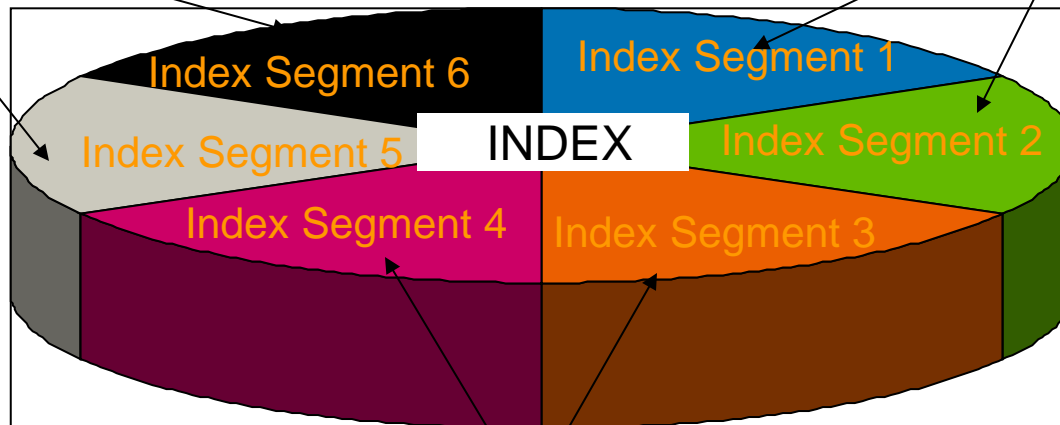 Index Segment 6
Index Segment 1
Index Segment 5
INDEX
Index Segment 2
Index Segment 4
Index Segment 3